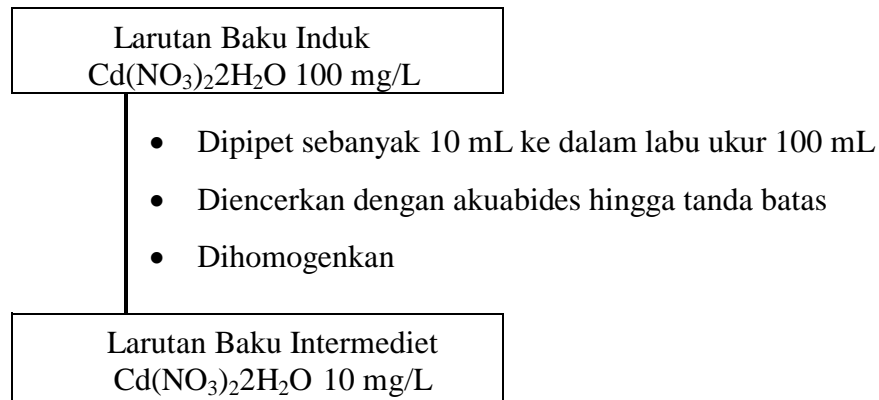 Larutan Baku Induk
Cd(NO₃)₂2H₂O 100 mg/L
• Dipipet sebanyak 10 mL ke dalam labu ukur 100 mL
• Diencerkan dengan akuabides hingga tanda batas
• Dihomogenkan
Larutan Baku Intermediet
Cd(NO₃)₂2H₂O 10 mg/L